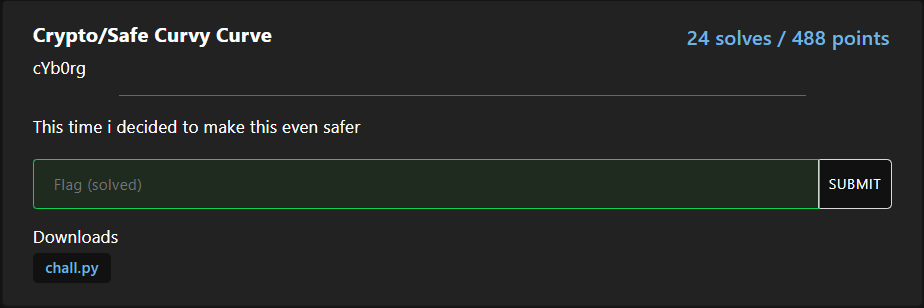 Crypto/Safe Curvy Curve
24 solves / 488 points
cYb0rg
This time i decided to make this even safer
Flag (solved)
SUBMIT
Downloads
chall.py